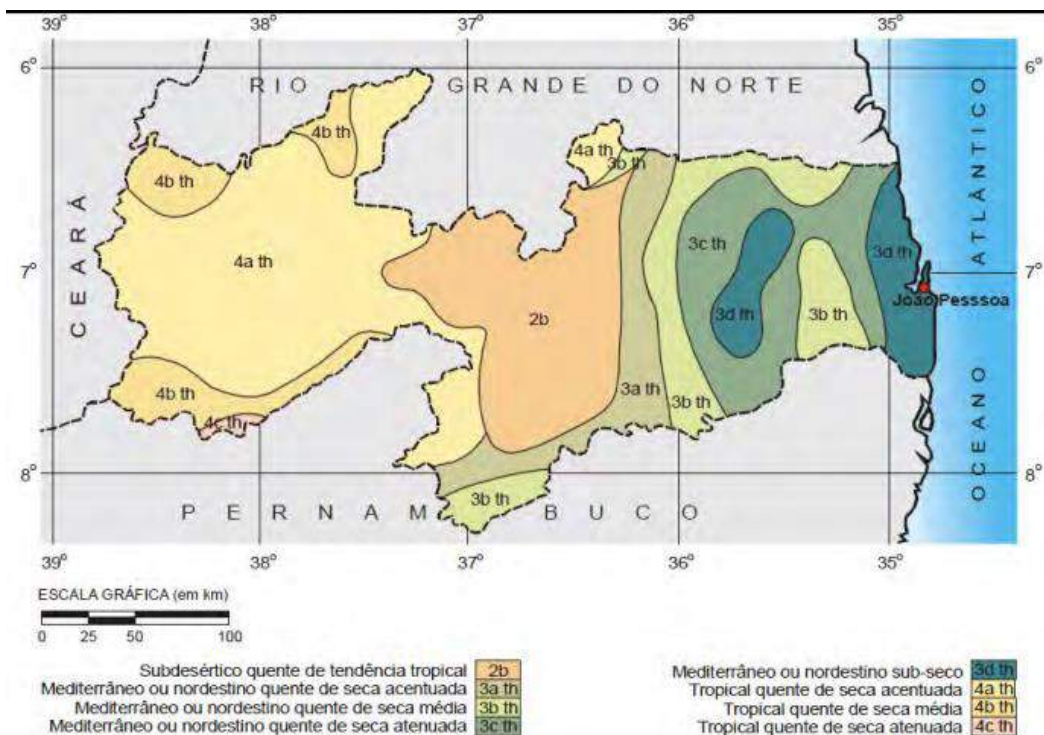 39° 38° 37° 36° 35°
6° 6°
RIO GRANDE DO NORTE
4b th
4a th
3b th
4b th
CEARÁ
OCEANO ATLÂNTICO
4a th
3c th
3d th
7° 7°
João Pesssoa
2b
3d th
3b th
4b th
3a th
3b th
4c th
8° 8°
3b th
PERNAMBUCO
39° 38° 37° 36° 35°
ESCALA GRÁFICA (em km)
0 25 50 100
Subdesértico quente de tendência tropical 2b
Mediterrâneo ou nordestino quente de seca acentuada 3a th
Mediterrâneo ou nordestino quente de seca média 3b th
Mediterrâneo ou nordestino quente de seca atenuada 3c th
Mediterrâneo ou nordestino sub-seco 3d th
Tropical quente de seca acentuada 4a th
Tropical quente de seca média 4b th
Tropical quente de seca atenuada 4c th